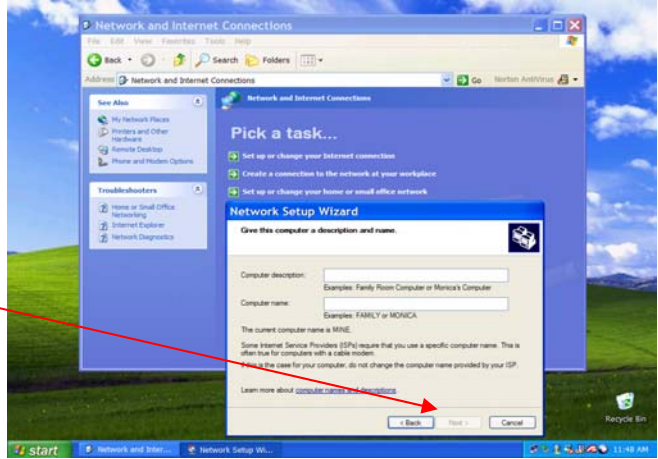 Network and Internet Connections
File Edit View Favorites Tools Help
Back Search Folders
Address Network and Internet Connections Go Norton AntiVirus
See Also
My Network Places
Printers and Other
Hardware
Remote Desktop
Phone and Modem Options
Troubleshooters
Home or Small Office
Networking
Internet Explorer
Network Diagnostics
Network and Internet Connections
Pick a task...
Set up or change your Internet connection
Create a connection to the network at your workplace
Set up or change your home or small office network
Network Setup Wizard
Give this computer a description and name.
Computer description:
Examples: Family Room Computer or Monica's Computer
Computer name:
Examples: FAMILY or MONICA
The current computer name is MINE.
Some Internet Service Providers (ISPs) require that you use a specific computer name. This is
often true for computers with a cable modem.
If this is the case for your computer, do not change the computer name provided by your ISP.
Learn more about computer names and descriptions.
< Back Next > Cancel
Recycle Bin
start Network and Inter... Network Setup Wi... 11:48 AM